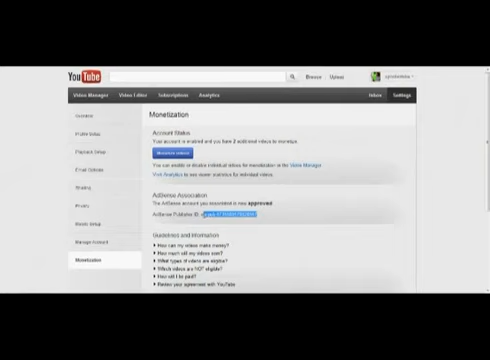 YouTube
Browse Upload
Video Manager Video Editor Subscriptions Analytics Inbox Settings
Overview
Monetization
Profile Setup
Account Status
Your account is enabled and you have 2 additional videos to monetize.
Playback Setup
Monetize videos
Email Options
You can enable or disable individual videos for monetization in the Video Manager
Visit Analytics to see viewer statistics for individual videos.
Sharing
AdSense Association
Privacy
The AdSense account you associated is now approved
AdSense Publisher ID:
Mobile Setup
Guidelines and Information
Manage Account
How can my videos make money?
How much will my videos earn?
Monetization
What types of videos are eligible?
Which videos are NOT eligible?
How will I be paid?
Review your agreement with YouTube